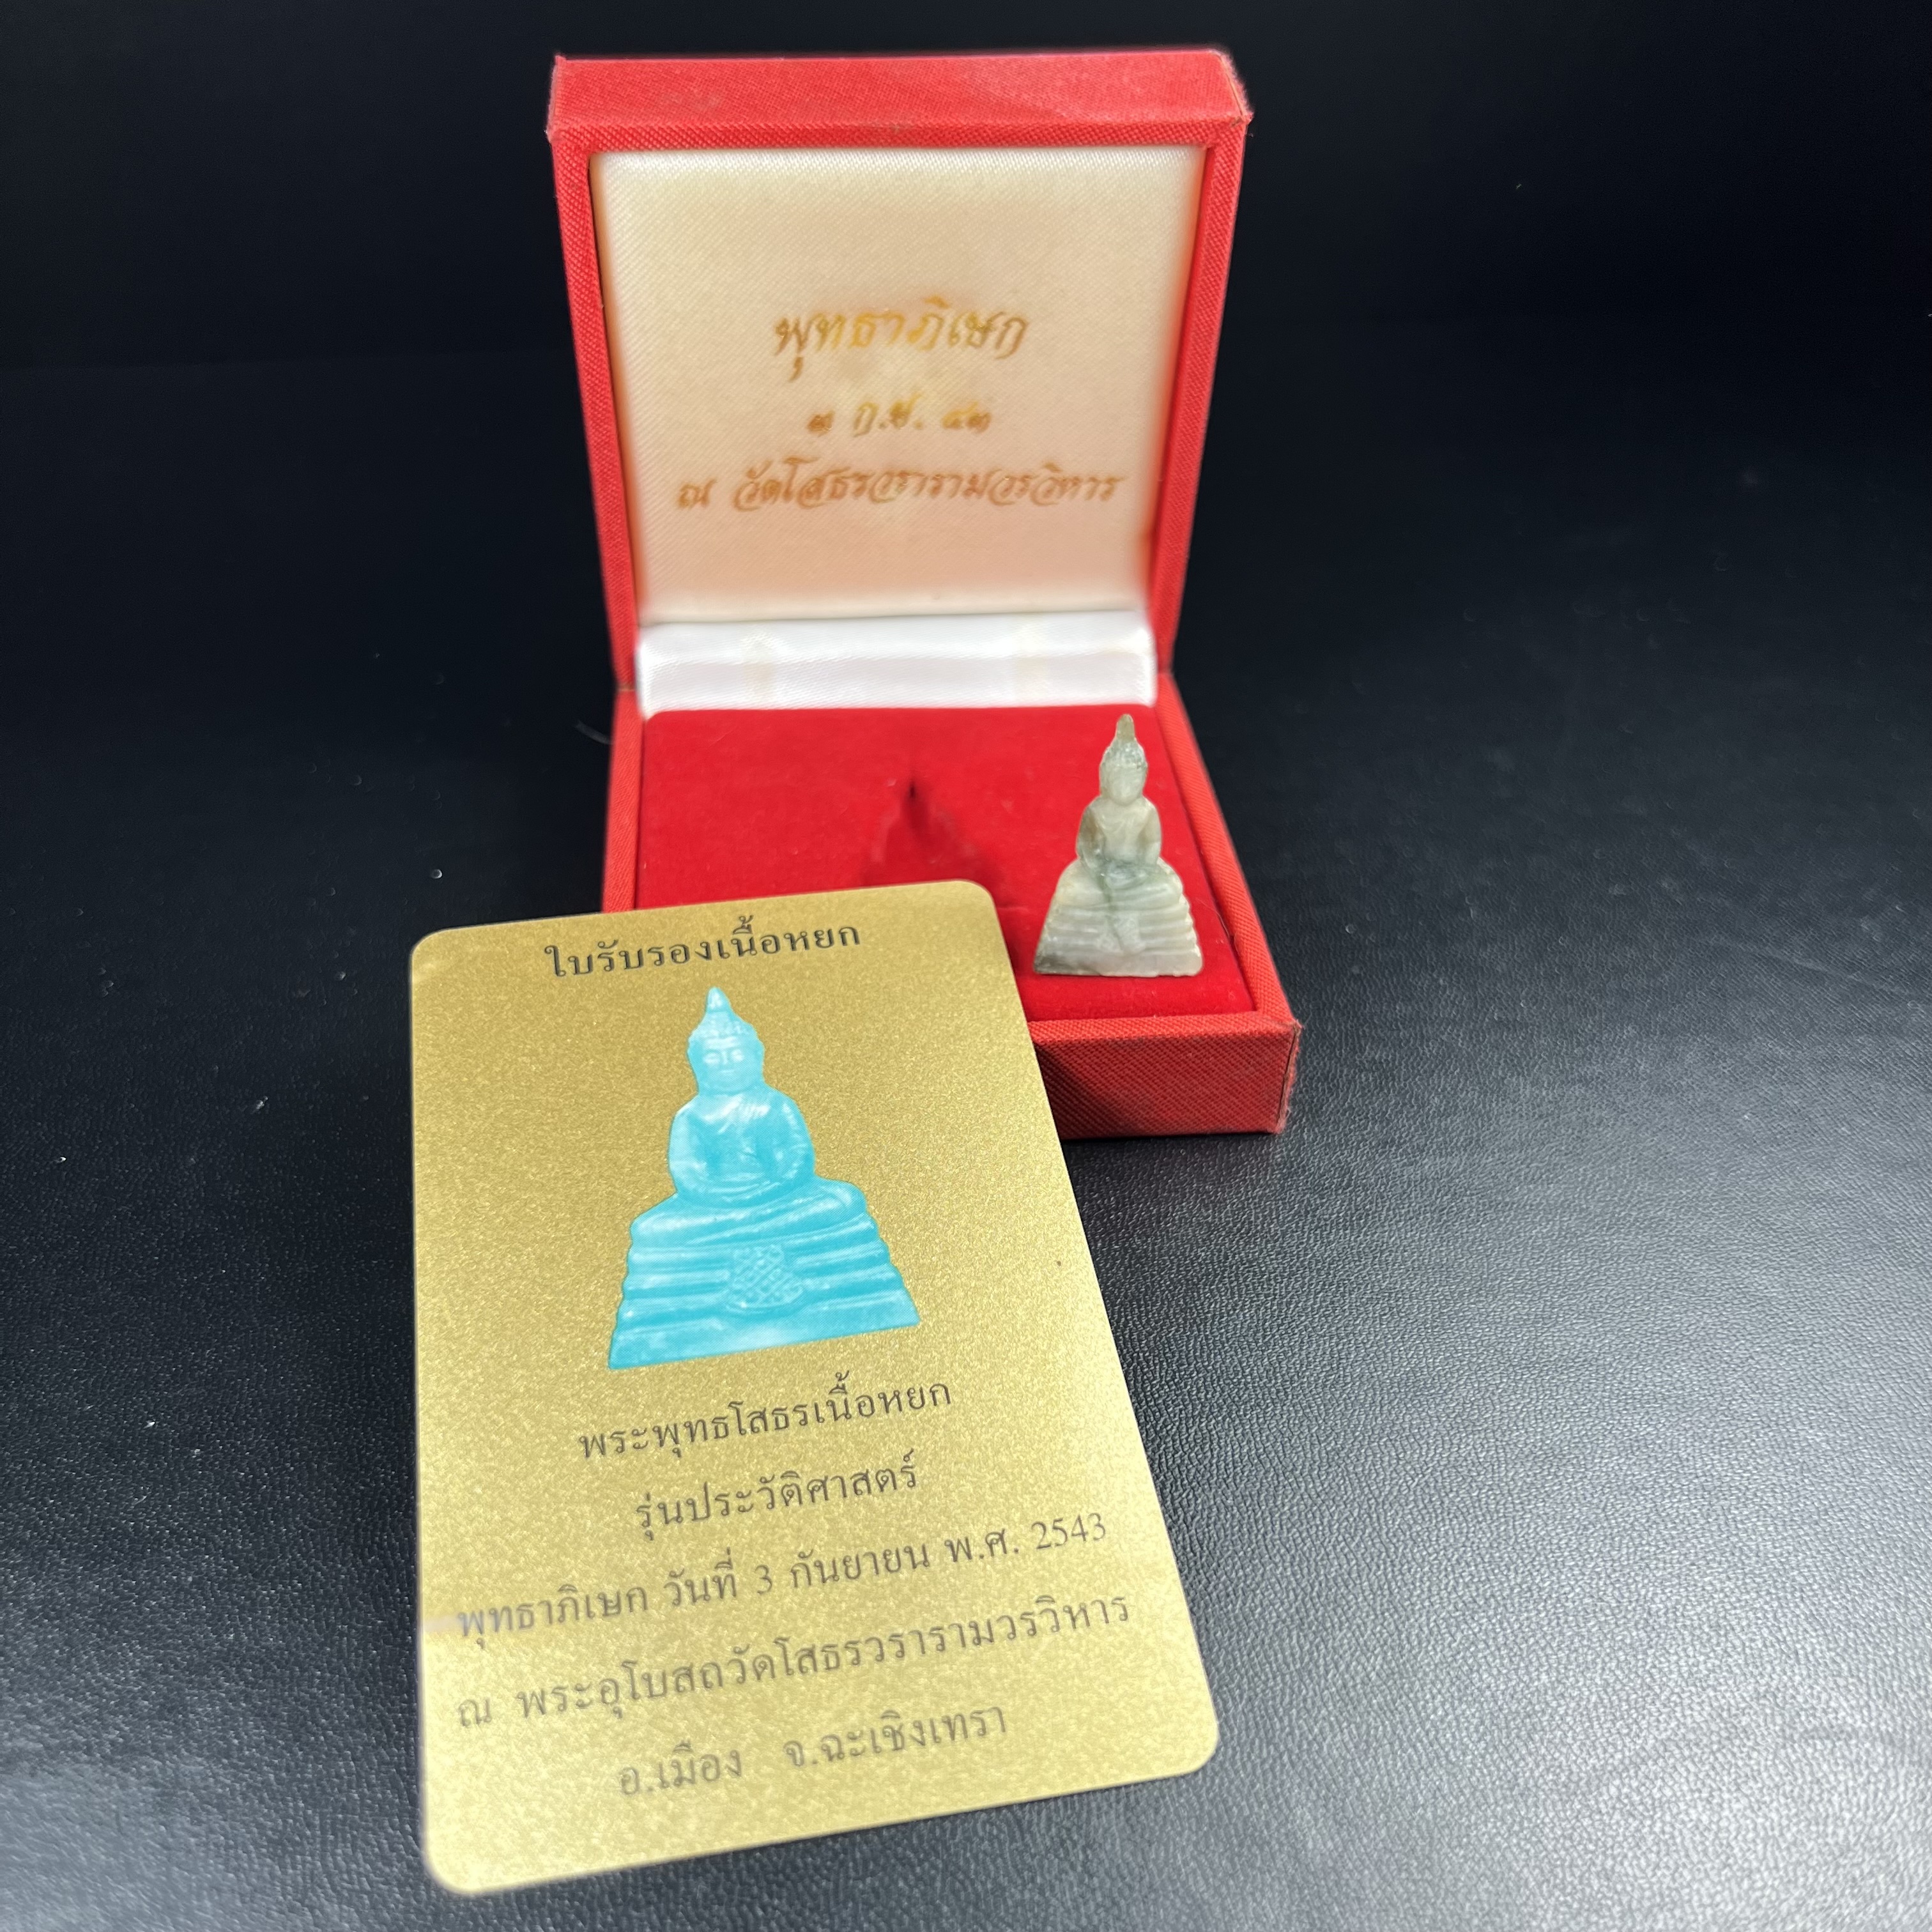 พุทธาภิเษก
๓ ก.ย. ๔๓
ณ วัดโสธรวรารามวรวิหาร
ใบรับรองเนื้อหยก
พระพุทธโสธรเนื้อหยก
รุ่นประวัติศาสตร์
พุทธาภิเษก วันที่ 3 กันยายน พ.ศ. 2543
ณ พระอุโบสถวัดโสธรวรารามวรวิหาร
อ.เมือง จ.ฉะเชิงเทรา